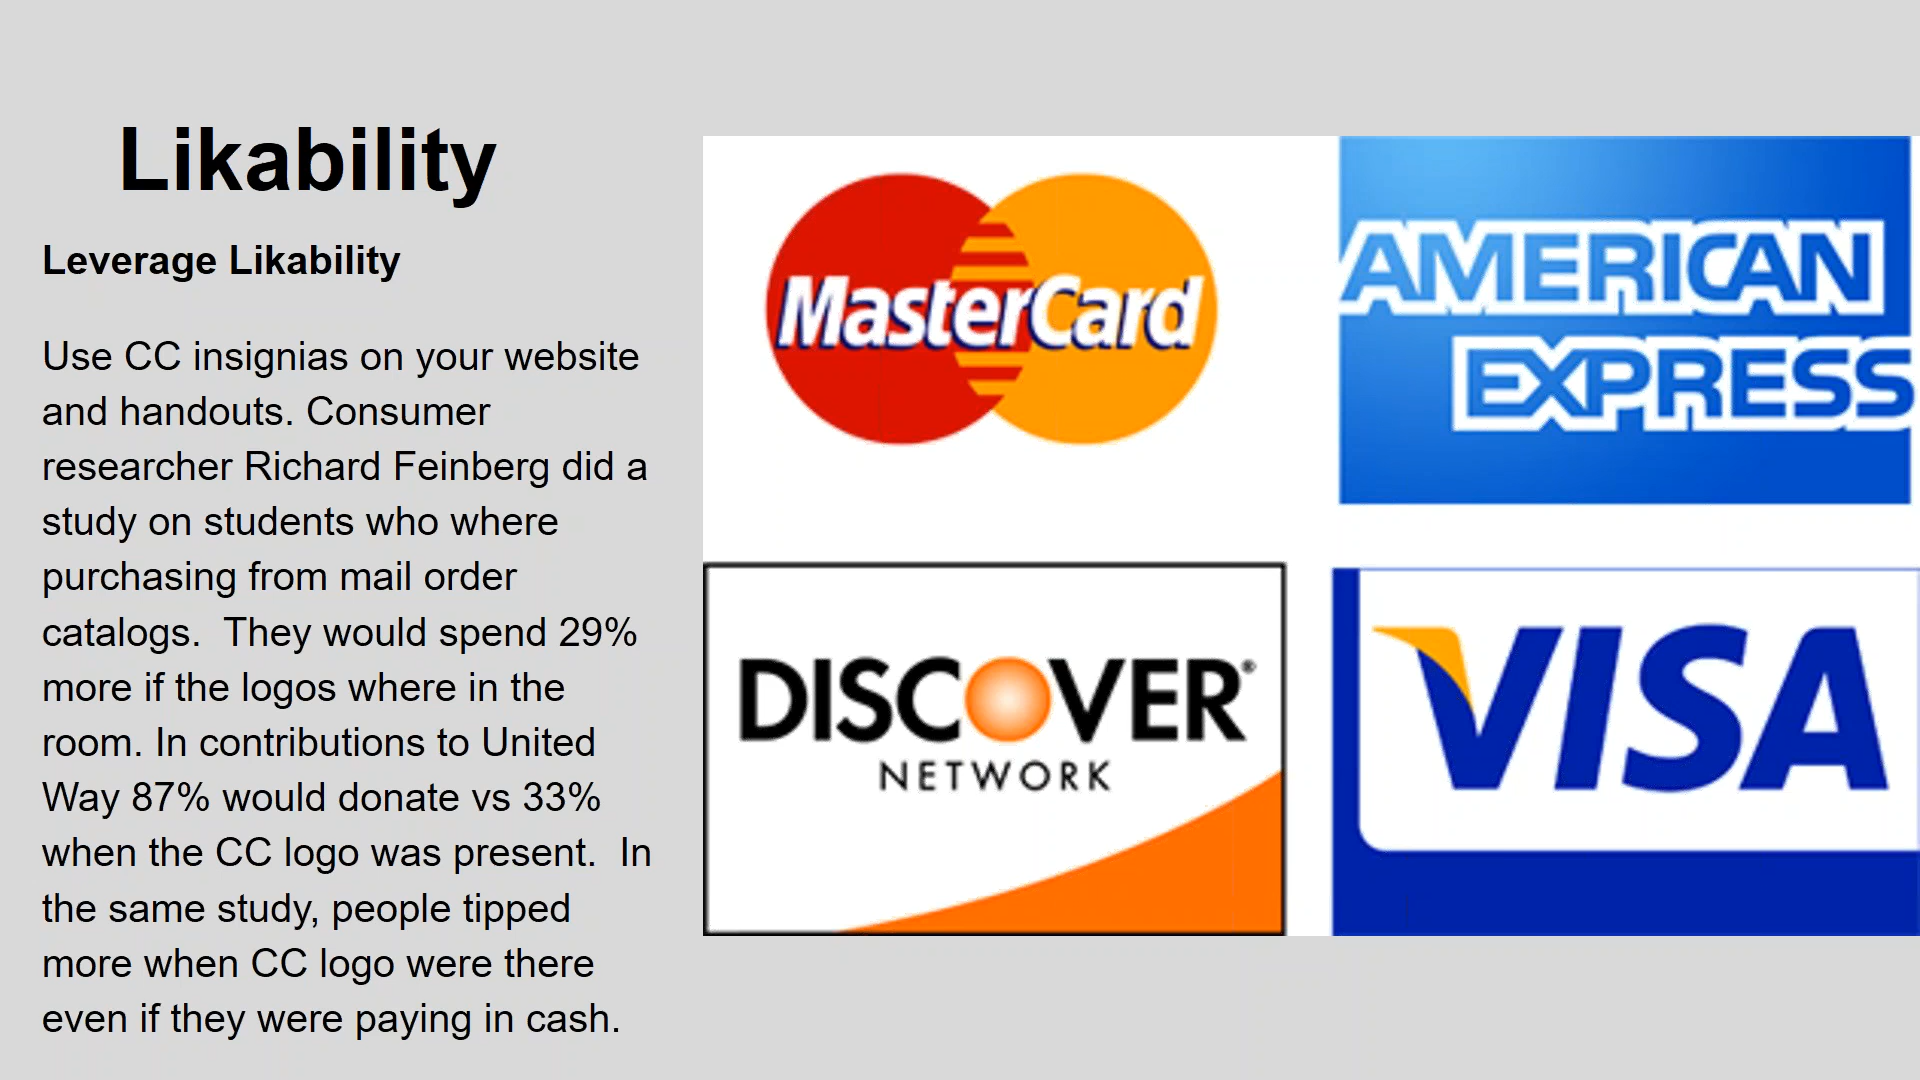 Likability
Leverage Likability
Use CC insignias on your website
and handouts. Consumer
researcher Richard Feinberg did a
study on students who where
purchasing from mail order
catalogs.  They would spend 29%
more if the logos where in the
room. In contributions to United
Way 87% would donate vs 33%
when the CC logo was present.  In
the same study, people tipped
more when CC logo were there
even if they were paying in cash.
MasterCard
AMERICAN
EXPRESS
DISCOVER®
NETWORK
VISA